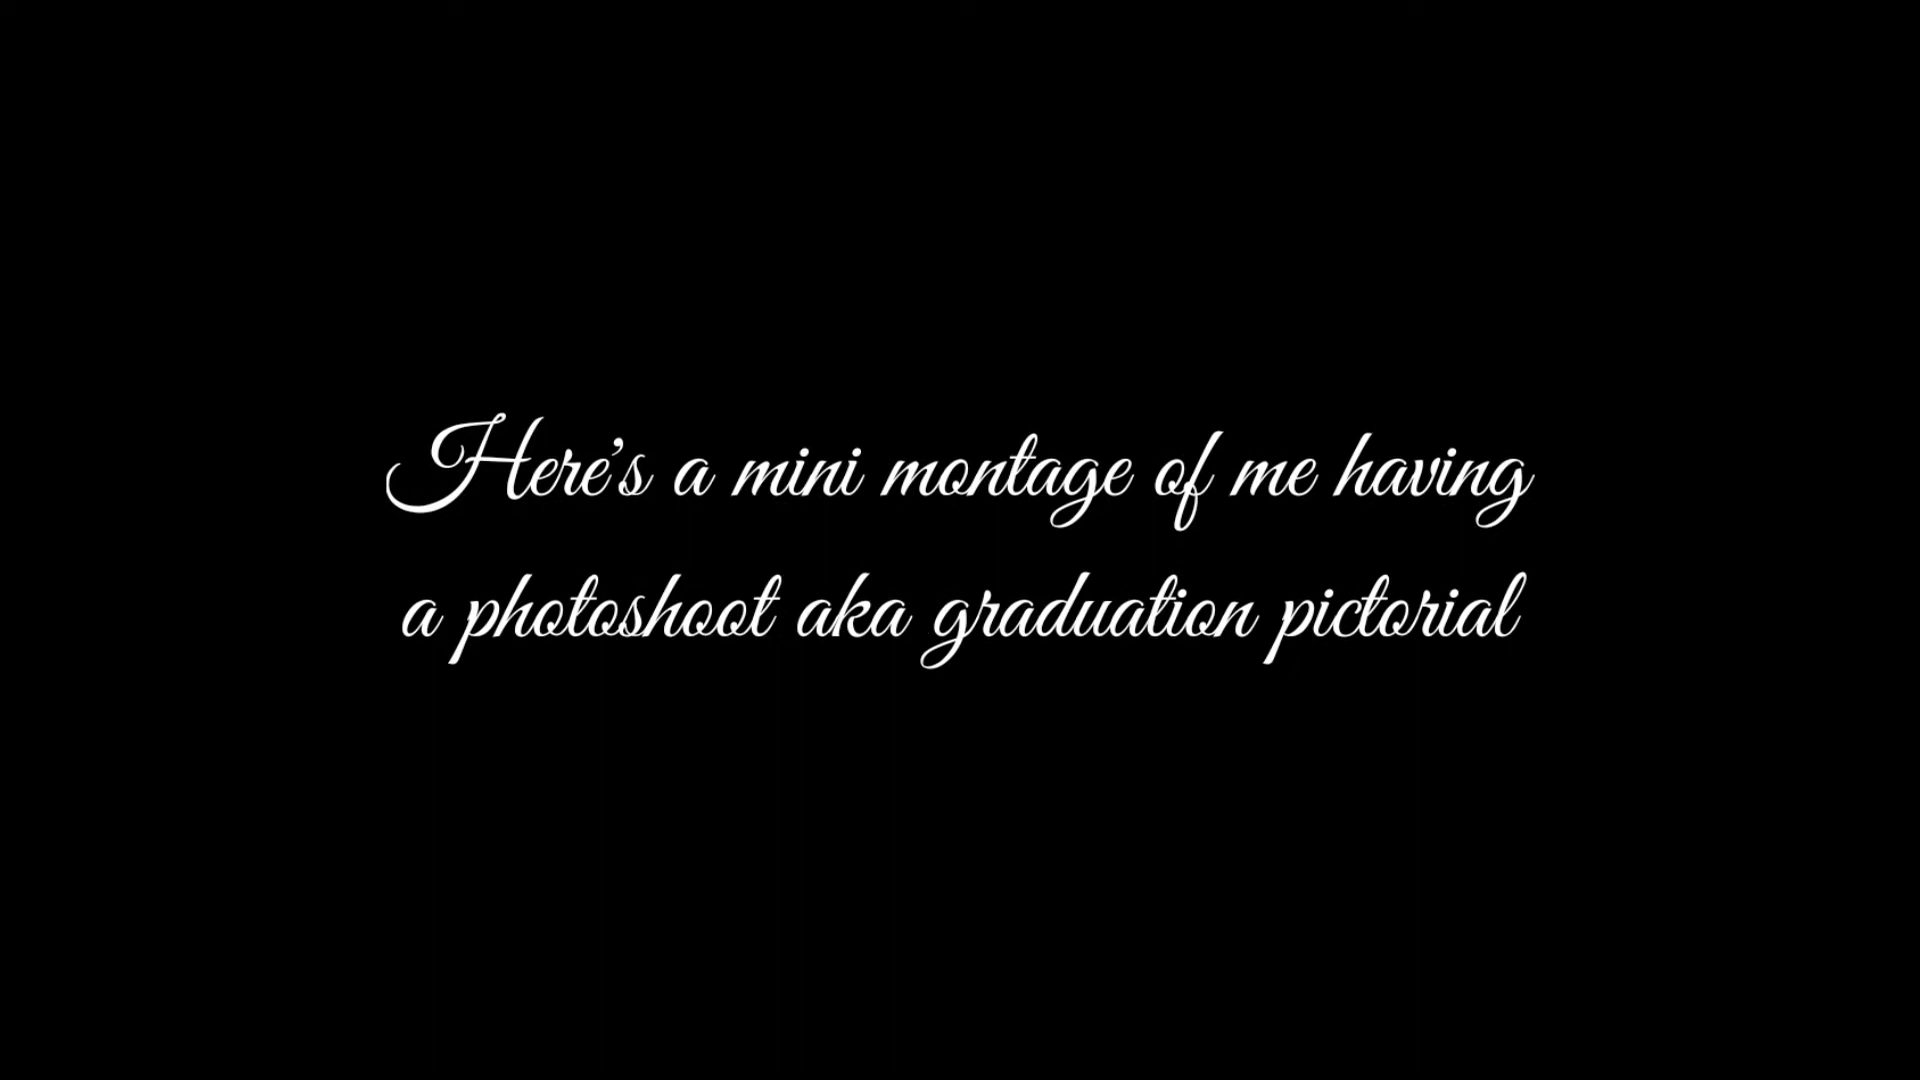 Here’s a mini montage of me having
a photoshoot aka graduation pictorial